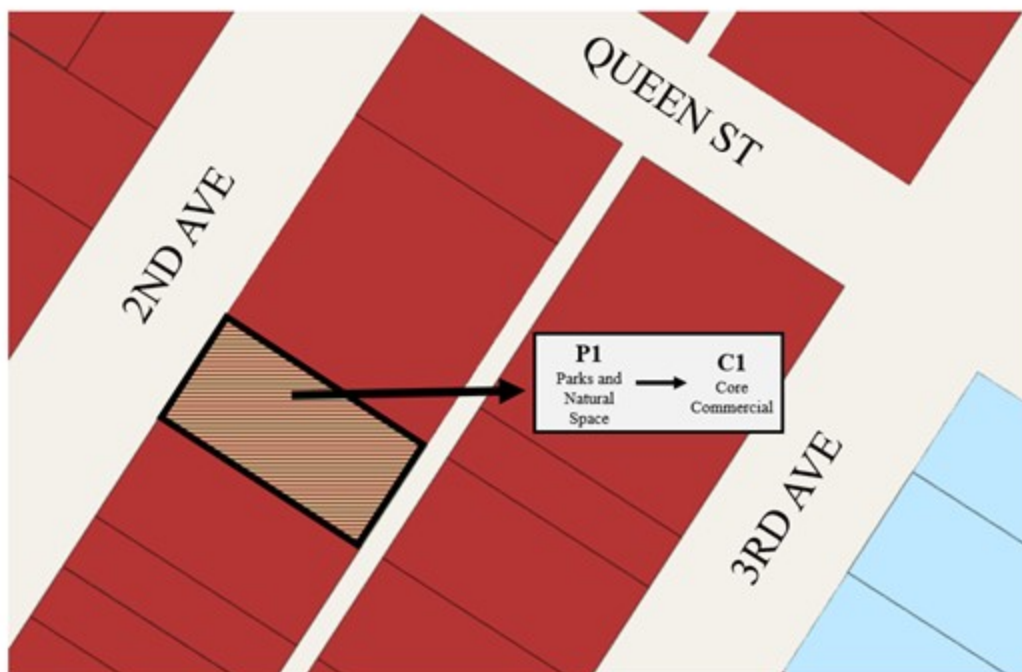 QUEEN ST
2ND AVE
P1
Parks and
Natural
Space
C1
Core
Commercial
3RD AVE